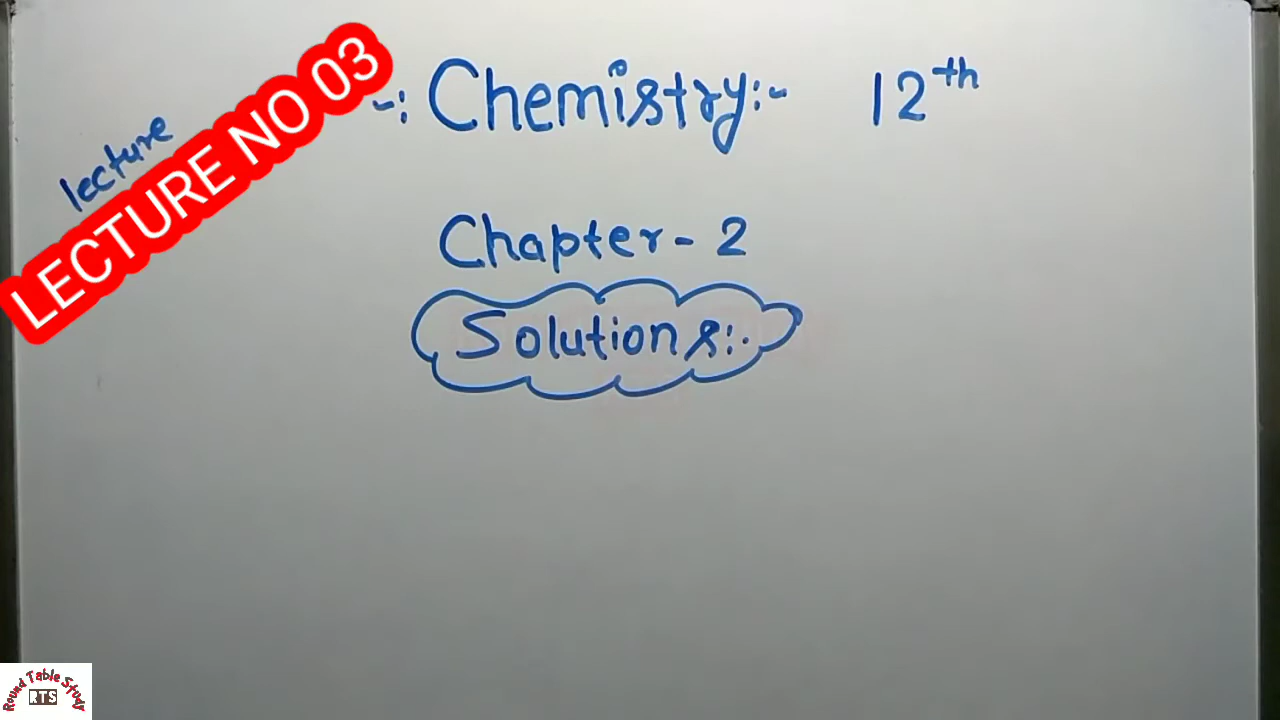 -: Chemistry:- 12th
lecture
LECTURE NO 03
Chapter - 2
Solutions:-
Round Table Study
RTS